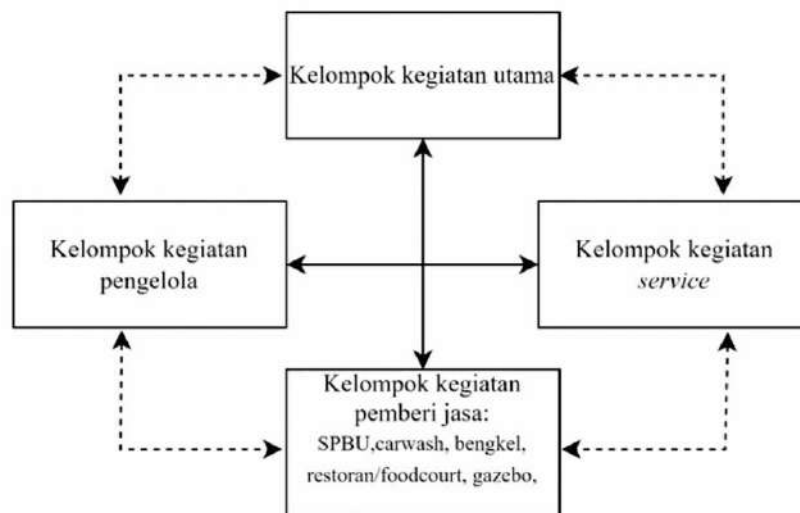 Kelompok kegiatan utama
Kelompok kegiatan
pengelola
Kelompok kegiatan
service
Kelompok kegiatan
pemberi jasa:
SPBU,carwash, bengkel,
restoran/foodcourt, gazebo,